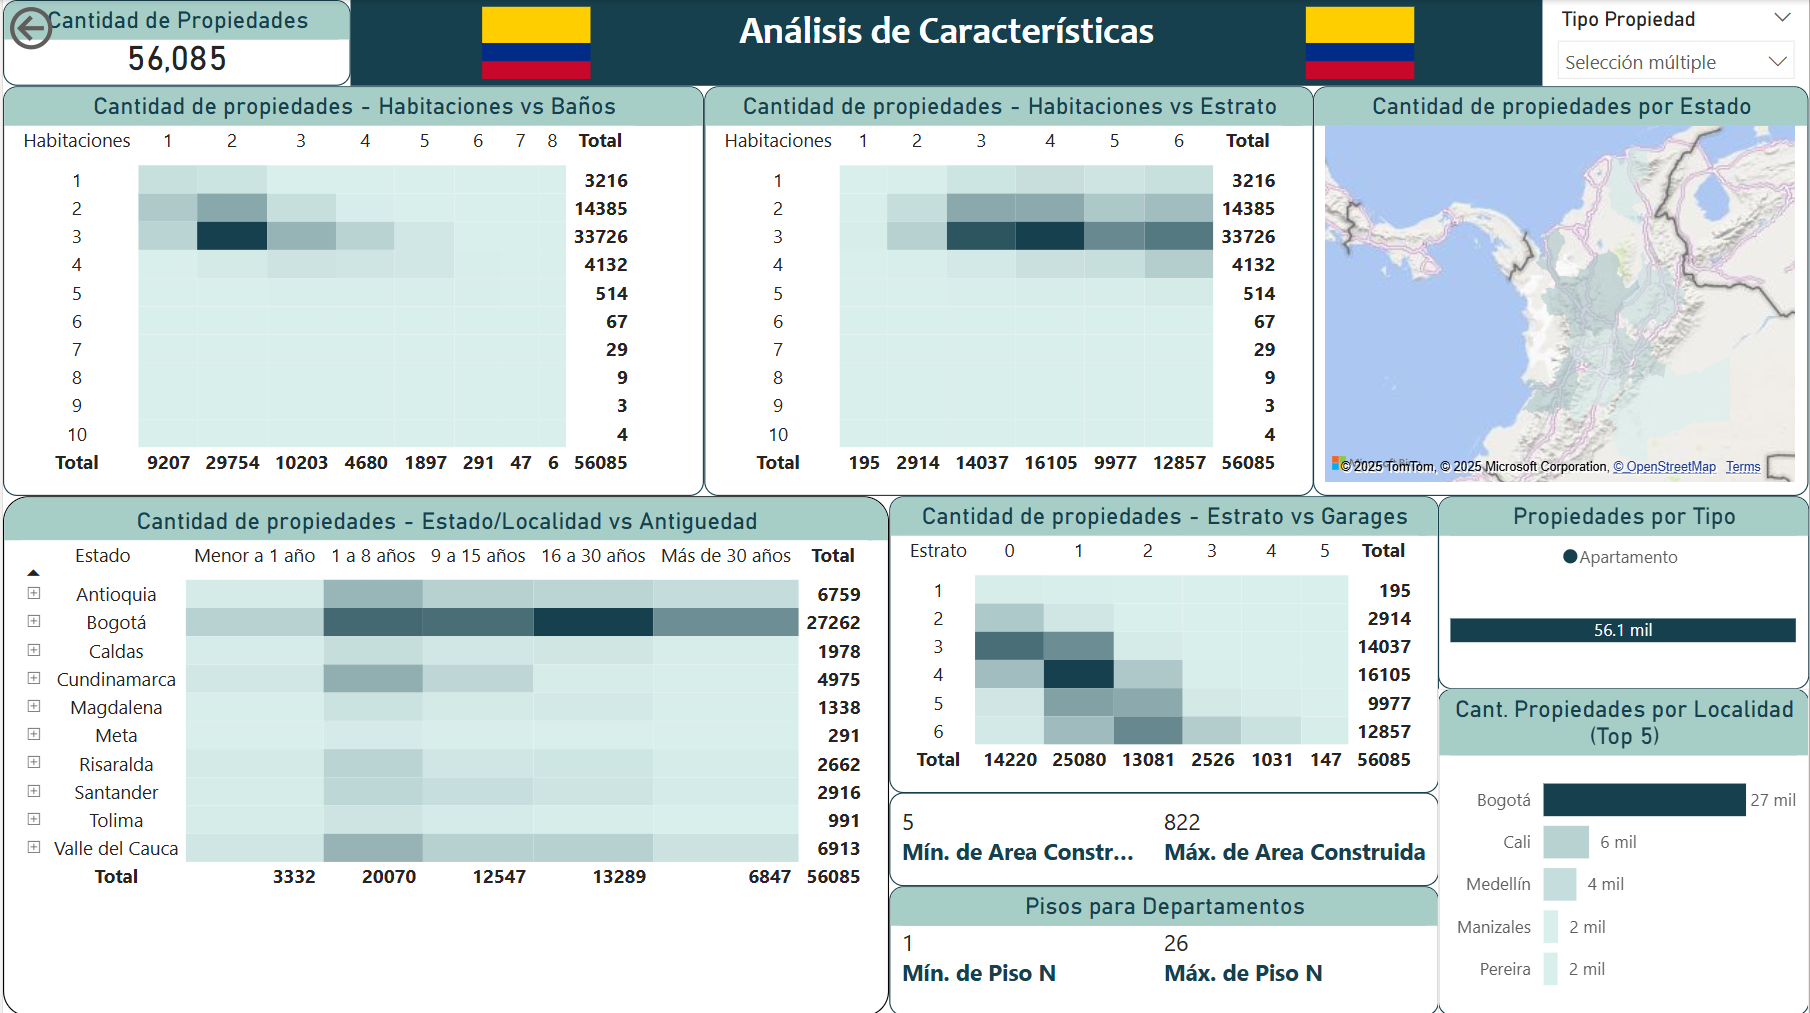 Cantidad de Propiedades
56,085
Análisis de Características
Tipo Propiedad
Selección múltiple
Cantidad de propiedades - Habitaciones vs Baños
Habitaciones 1 2 3 4 5 6 7 8 Total
1 3216
2 14385
3 33726
4 4132
5 514
6 67
7 29
8 9
9 3
10 4
Total 9207 29754 10203 4680 1897 291 47 6 56085
Cantidad de propiedades - Habitaciones vs Estrato
Habitaciones 1 2 3 4 5 6 Total
1 3216
2 14385
3 33726
4 4132
5 514
6 67
7 29
8 9
9 3
10 4
Total 195 2914 14037 16105 9977 12857 56085
Cantidad de propiedades por Estado
© 2025 TomTom, © 2025 Microsoft Corporation, © OpenStreetMap Terms
Cantidad de propiedades - Estado/Localidad vs Antiguedad
Estado Menor a 1 año 1 a 8 años 9 a 15 años 16 a 30 años Más de 30 años Total
Antioquia 6759
Bogotá 27262
Caldas 1978
Cundinamarca 4975
Magdalena 1338
Meta 291
Risaralda 2662
Santander 2916
Tolima 991
Valle del Cauca 6913
Total 3332 20070 12547 13289 6847 56085
Cantidad de propiedades - Estrato vs Garages
Estrato 0 1 2 3 4 5 Total
1 195
2 2914
3 14037
4 16105
5 9977
6 12857
Total 14220 25080 13081 2526 1031 147 56085
5 822
Mín. de Area Constr... Máx. de Area Construida
Pisos para Departamentos
1 26
Mín. de Piso N Máx. de Piso N
Propiedades por Tipo
Apartamento
56.1 mil
Cant. Propiedades por Localidad
(Top 5)
Bogotá 27 mil
Cali 6 mil
Medellín 4 mil
Manizales 2 mil
Pereira 2 mil